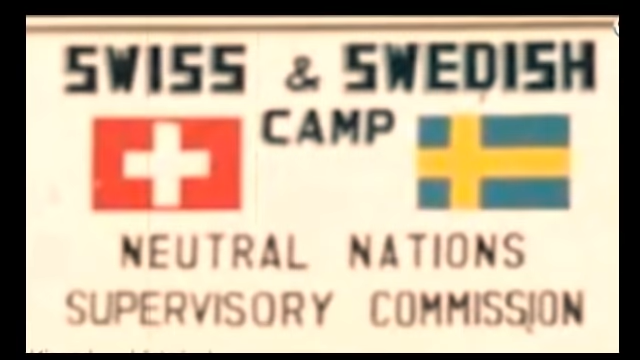 SWISS & SWEDISH
CAMP
NEUTRAL NATIONS
SUPERVISORY COMMISSION